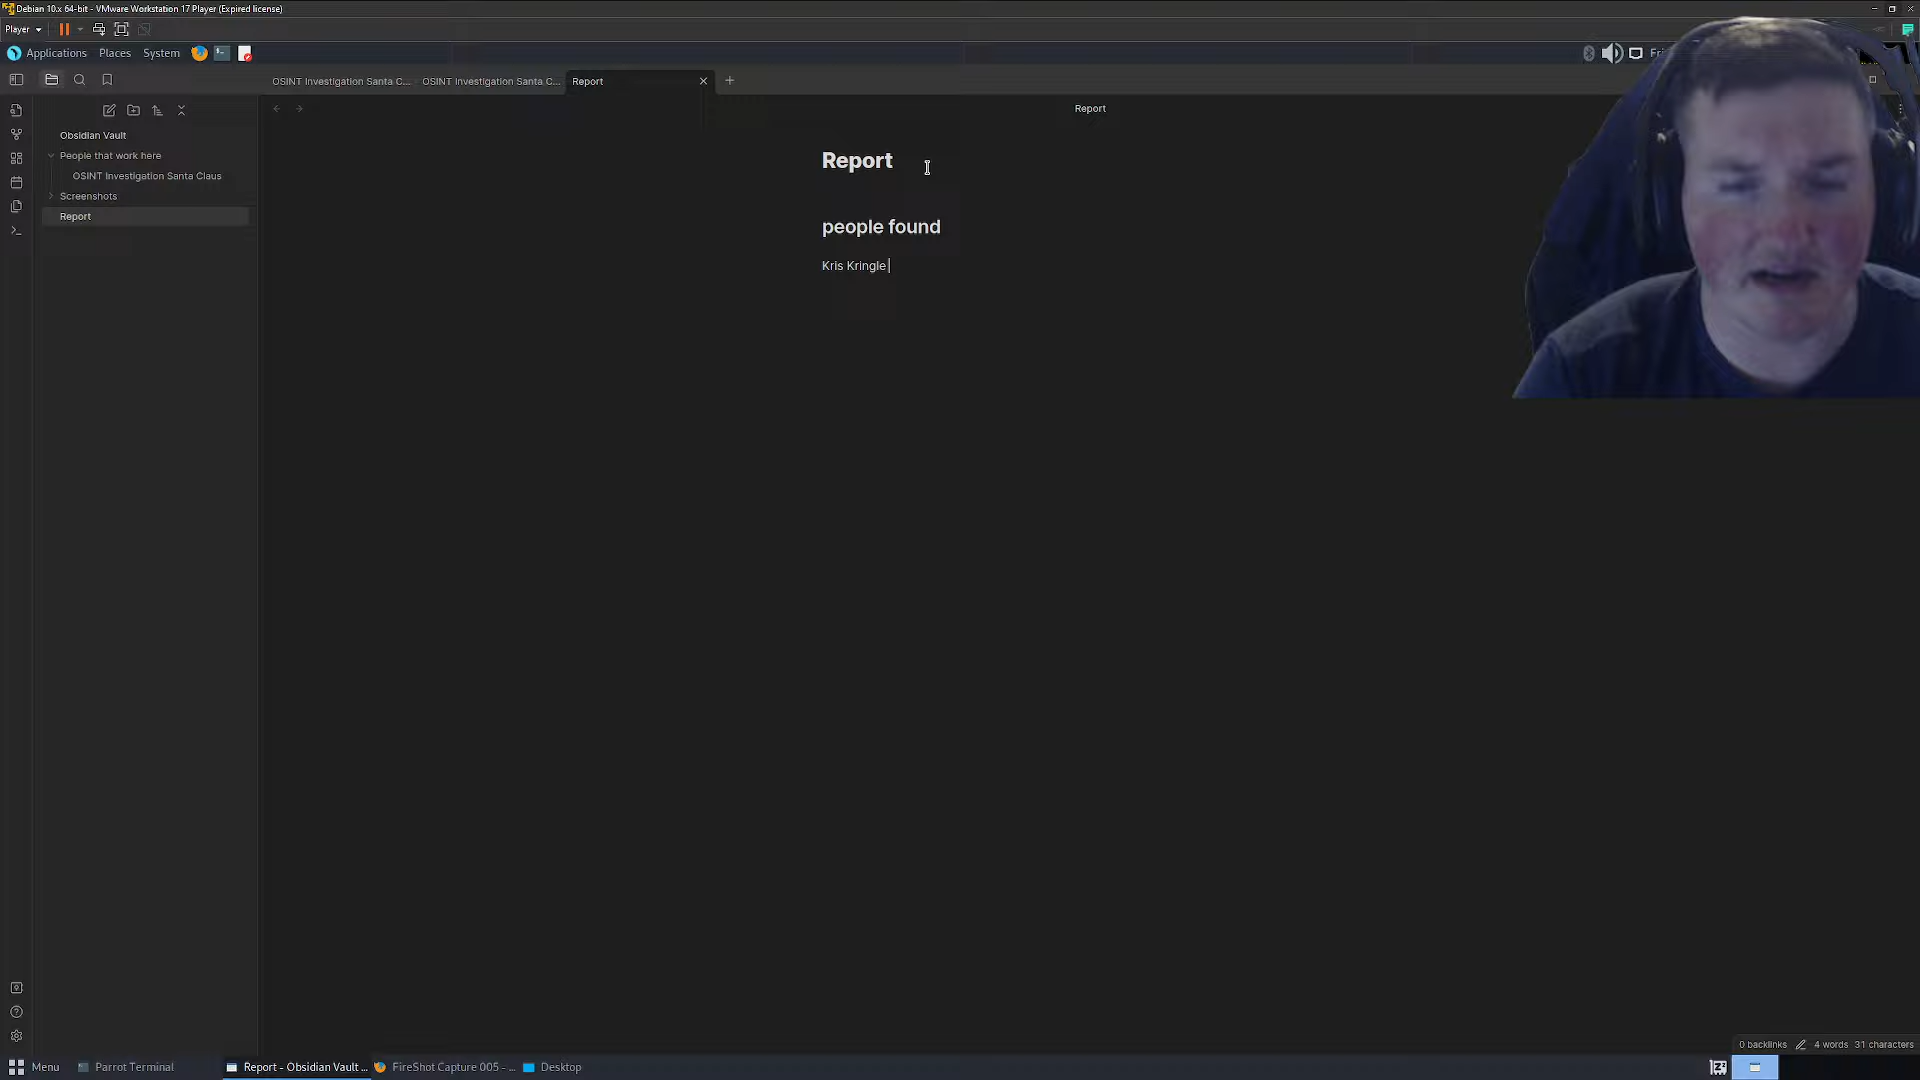 Debian 10.x 64-bit - VMware Workstation 17 Player (Expired license)
Player
Applications Places System
Fri
OSINT Investigation Santa C... OSINT Investigation Santa C... Report
Report
Obsidian Vault
People that work here
OSINT Investigation Santa Claus
Screenshots
Report
Report
people found
Kris Kringle
0 backlinks 4 words 31 characters
Menu Parrot Terminal Report - Obsidian Vault ... FireShot Capture 005 - ... Desktop